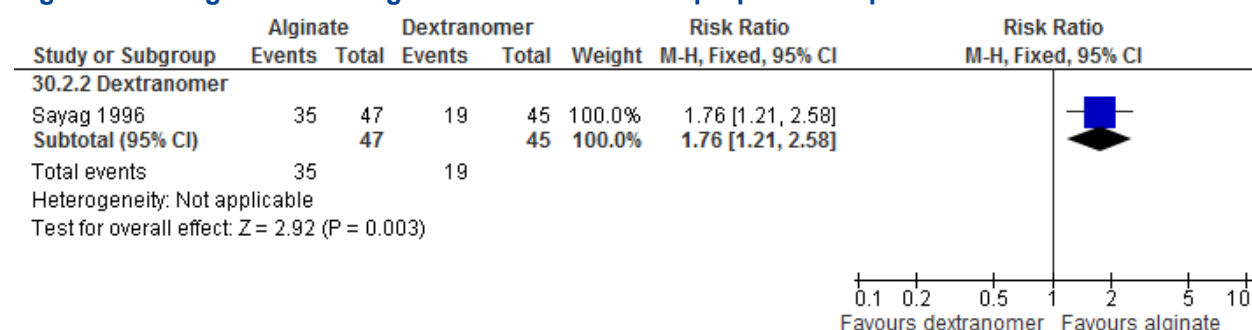 Alginate Dextranomer Risk Ratio Risk Ratio
Study or Subgroup Events Total Events Total Weight M-H, Fixed, 95% CI M-H, Fixed, 95% CI
30.2.2 Dextranomer
Sayag 1996 35 47 19 45 100.0% 1.76 [1.21, 2.58]
Subtotal (95% CI) 47 45 100.0% 1.76 [1.21, 2.58]
Total events 35 19
Heterogeneity: Not applicable
Test for overall effect: Z = 2.92 (P = 0.003)
0.1 0.2 0.5 1 2 5 10
Favours dextranomer Favours alginate